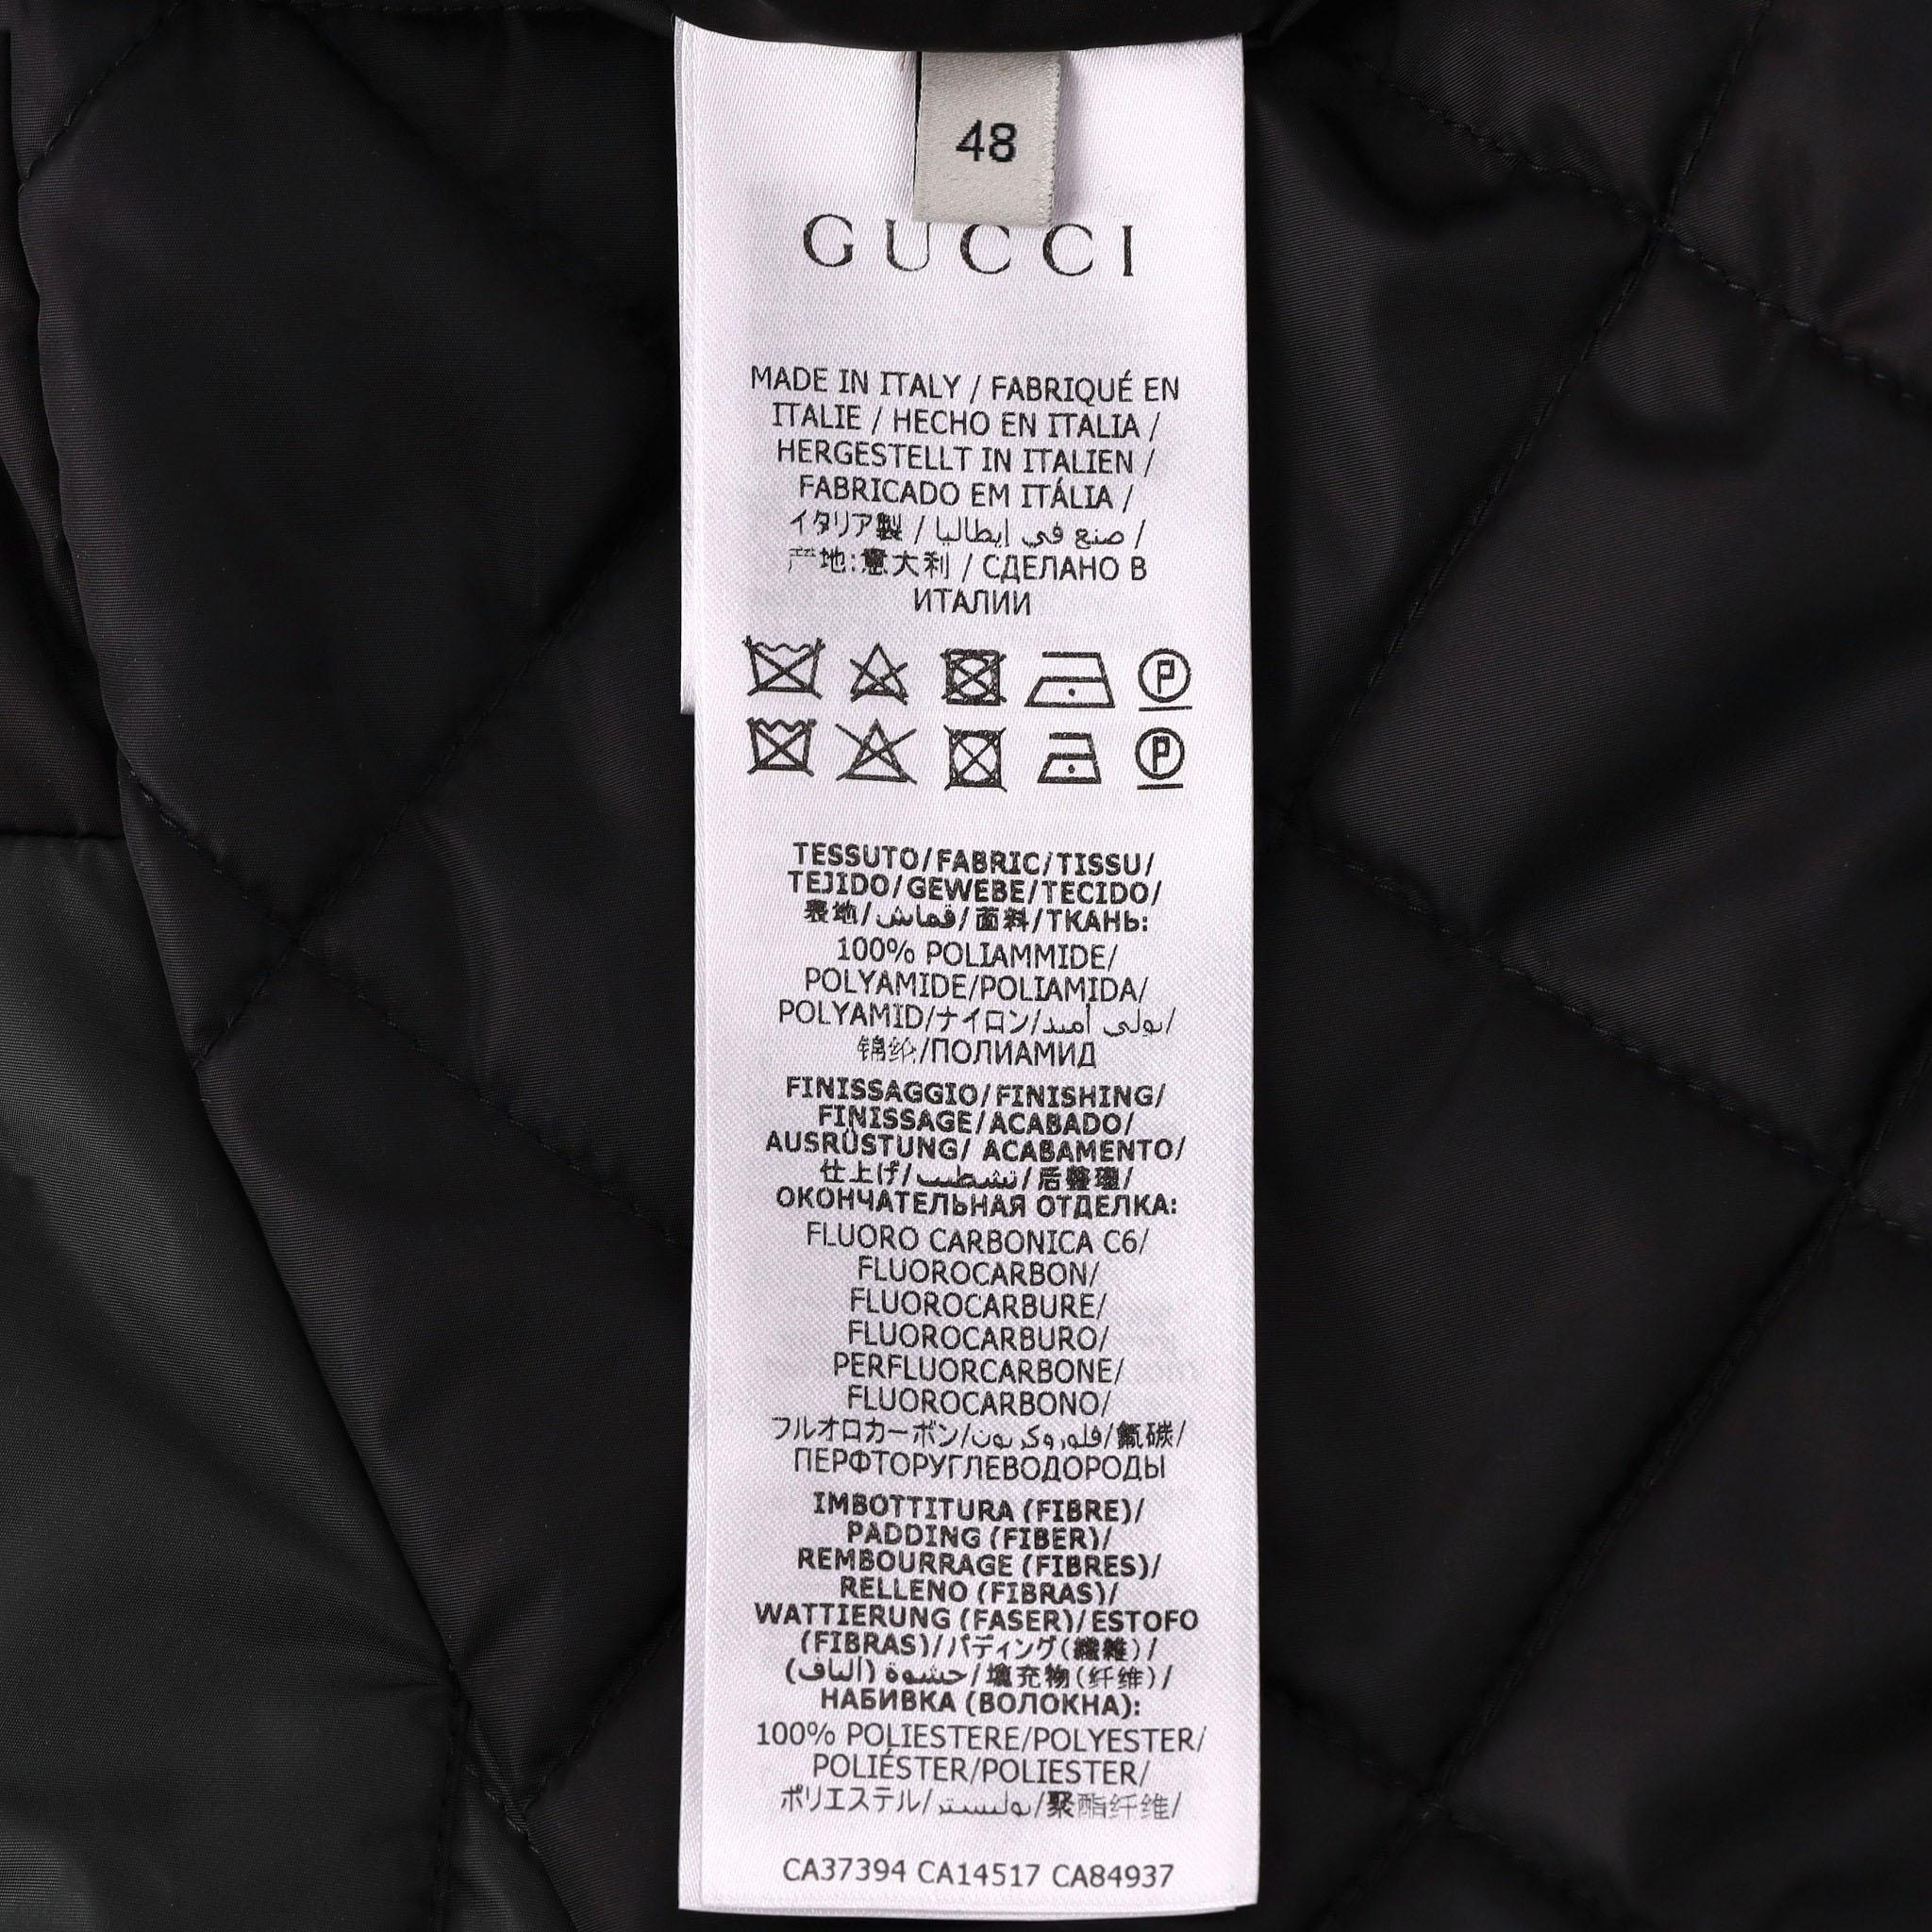 48
GUCCI
MADE IN ITALY / FABRIQUÉ EN
ITALIE / HECHO EN ITALIA /
HERGESTELLT IN ITALIEN /
FABRICADO EM ITÁLIA /
イタリア製 / صنع في إيطاليا /
产地:意大利 / СДЕЛАНО В
ИТАЛИИ
P
P
TESSUTO/FABRIC/TISSU/
TEJIDO/GEWEBE/TECIDO/
表地/قماش/面料/ТКАНЬ:
100% POLIAMMIDE/
POLYAMIDE/POLIAMIDA/
POLYAMID/ナイロン/بولي أميد/
锦纶/ПОЛИАМИД
FINISSAGGIO/FINISHING/
FINISSAGE/ACABADO/
AUSRÜSTUNG/ ACABAMENTO/
仕上げ/تشطيب/后整理/
ОКОНЧАТЕЛЬНАЯ ОТДЕЛКА:
FLUORO CARBONICA C6/
FLUOROCARBON/
FLUOROCARBURE/
FLUOROCARBURO/
PERFLUORCARBONE/
FLUOROCARBONO/
フルオロカーボン/فلوروكربون/氟碳/
ПЕРФТОРУГЛЕВОДОРОДЫ
IMBOTTITURA (FIBRE)/
PADDING (FIBER)/
REMBOURRAGE (FIBRES)/
RELLENO (FIBRAS)/
WATTIERUNG (FASER)/ESTOFO
(FIBRAS)/パディング(繊維)/
حشوة (ألياف)/填充物(纤维)/
НАБИВКА (ВОЛОКНА):
100% POLIESTERE/POLYESTER/
POLIÉSTER/POLIESTER/
ポリエステル/بوليستر/聚酯纤维/
CA37394 CA14517 CA84937